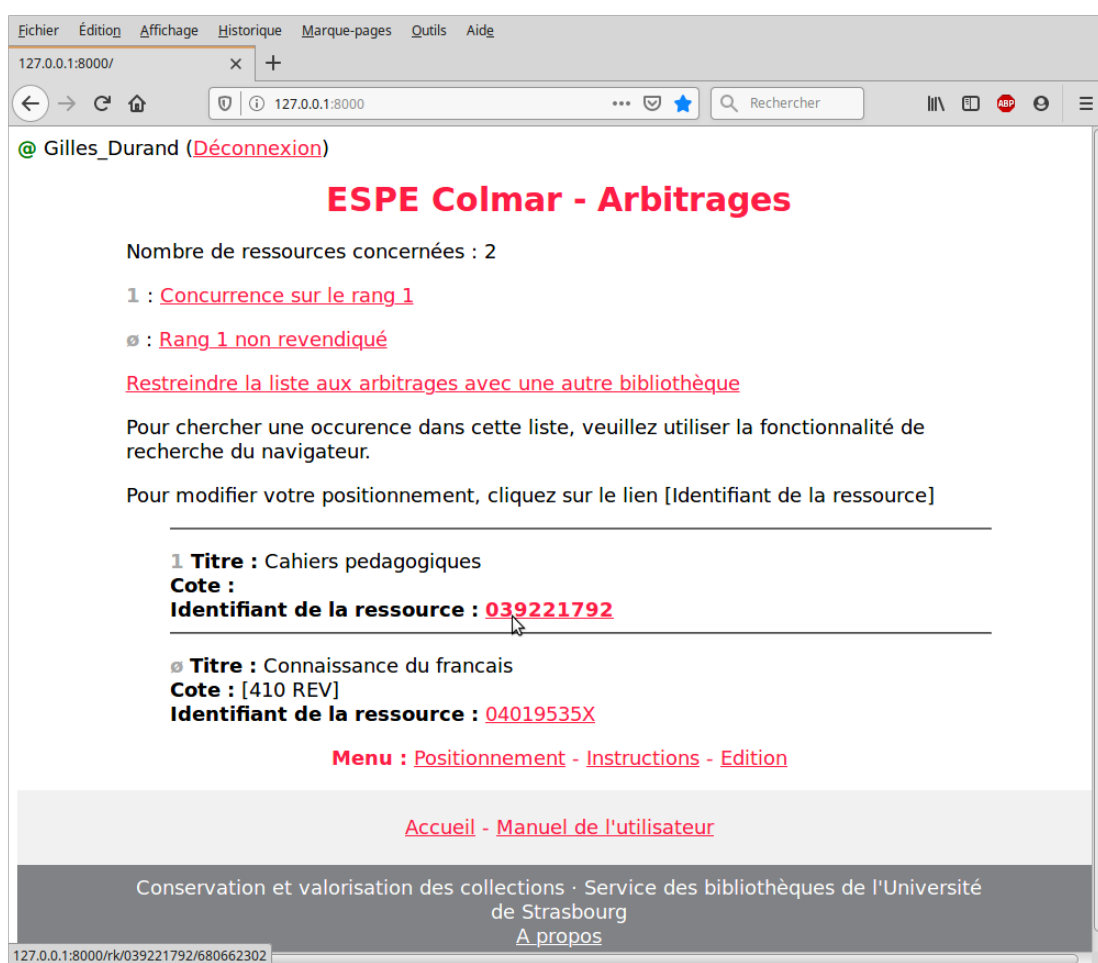 Fichier Édition Affichage Historique Marque-pages Outils Aide
127.0.0.1:8000/ × +
127.0.0.1:8000 ••• Rechercher ABP
@ Gilles_Durand (Déconnexion)
ESPE Colmar - Arbitrages
Nombre de ressources concernées : 2
1 : Concurrence sur le rang 1
ø : Rang 1 non revendiqué
Restreindre la liste aux arbitrages avec une autre bibliothèque
Pour chercher une occurence dans cette liste, veuillez utiliser la fonctionnalité de
recherche du navigateur.
Pour modifier votre positionnement, cliquez sur le lien [Identifiant de la ressource]
1 Titre : Cahiers pedagogiques
Cote :
Identifiant de la ressource : 039221792
ø Titre : Connaissance du francais
Cote : [410 REV]
Identifiant de la ressource : 04019535X
Menu : Positionnement - Instructions - Edition
Accueil - Manuel de l'utilisateur
Conservation et valorisation des collections · Service des bibliothèques de l'Université
de Strasbourg
A propos
127.0.0.1:8000/rk/039221792/680662302